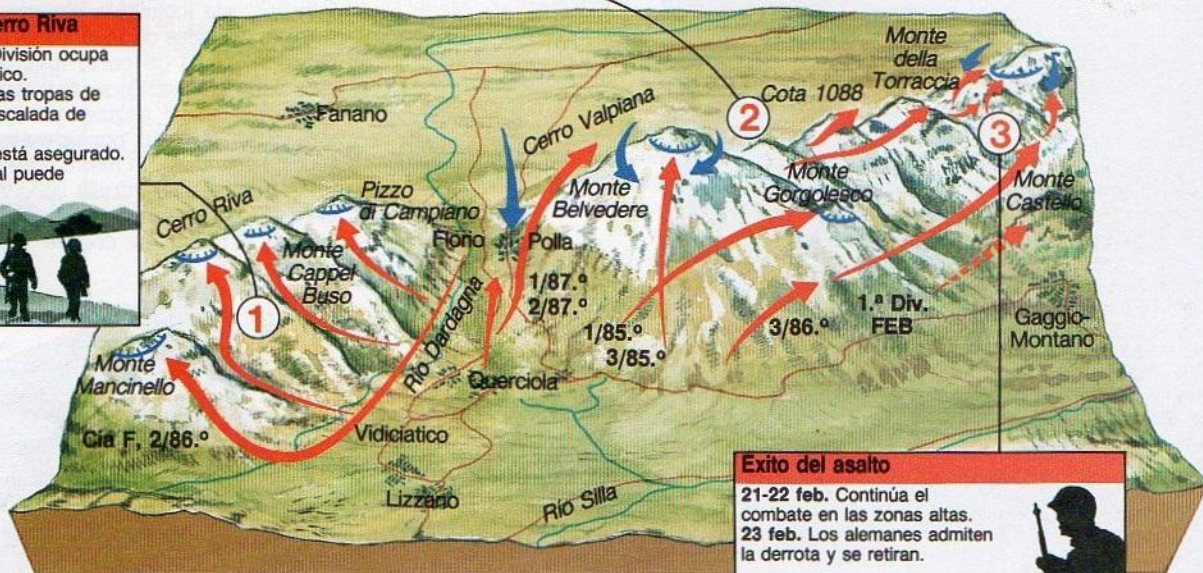 erro Riva
ivisión ocupa
ico.
as tropas de
scalada de
está asegurado.
al puede
Fanano
Cerro Valpiana
2
Cota 1088
Monte
della
Torraccia
3
Cerro Riva
Pizzo
di Campiano
Monte
Cappel
Buso
1
Florio
Polla
Monte
Belvedere
Monte
Gorgolesco
Monte
Castello
Río Dardagna
1/87.º
2/87.º
1/85.º
3/85.º
3/86.º
1.ª Div.
FEB
Gaggio-
Montano
Monte
Mancinello
Querciola
Cía F, 2/86.º
Vidiciatico
Lizzano
Río Silla
Exito del asalto
21-22 feb. Continúa el
combate en las zonas altas.
23 feb. Los alemanes admiten
la derrota y se retiran.